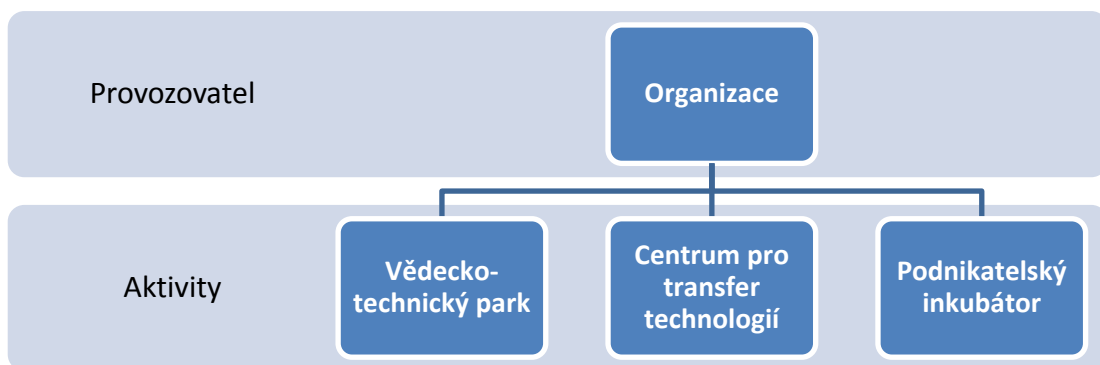 Provozovatel
Organizace
Aktivity
Vědecko-
technický park
Centrum pro
transfer
technologií
Podnikatelský
inkubátor